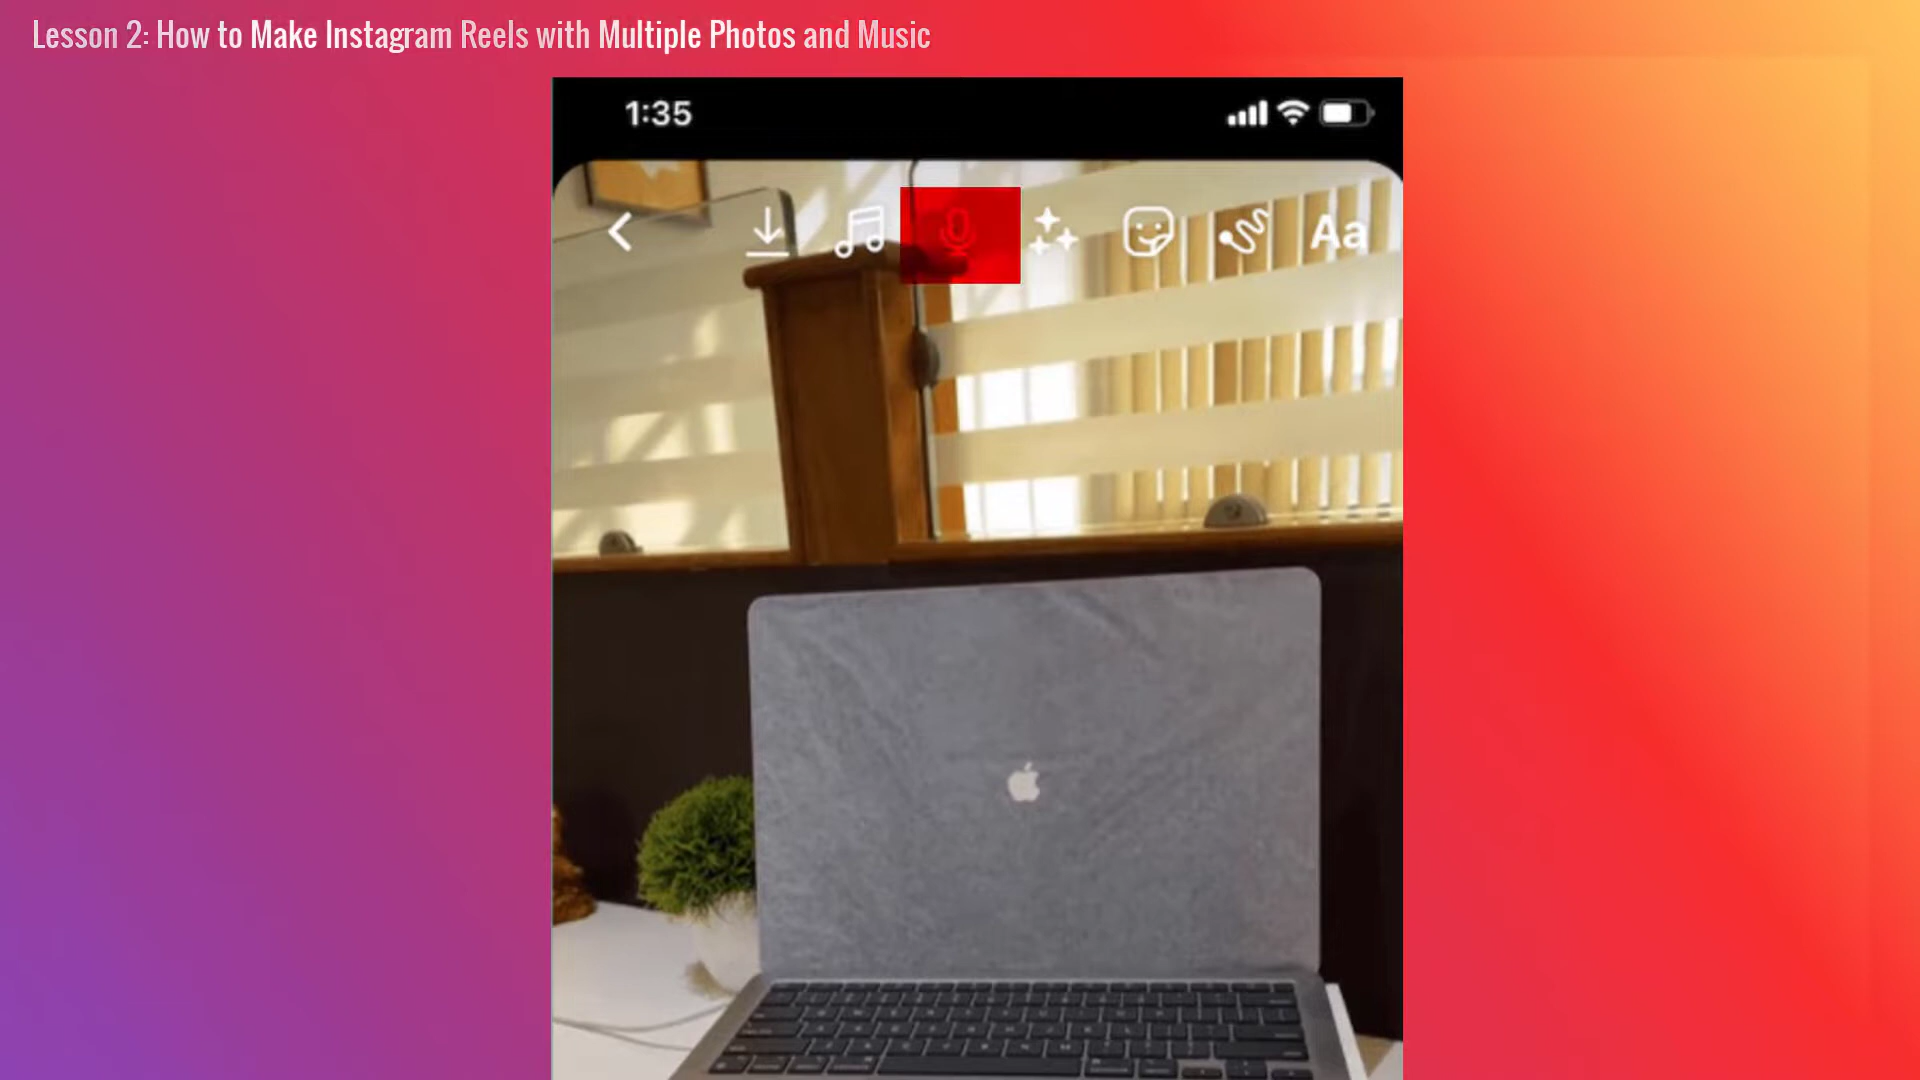 Lesson 2: How to Make Instagram Reels with Multiple Photos and Music
1:35
Aa